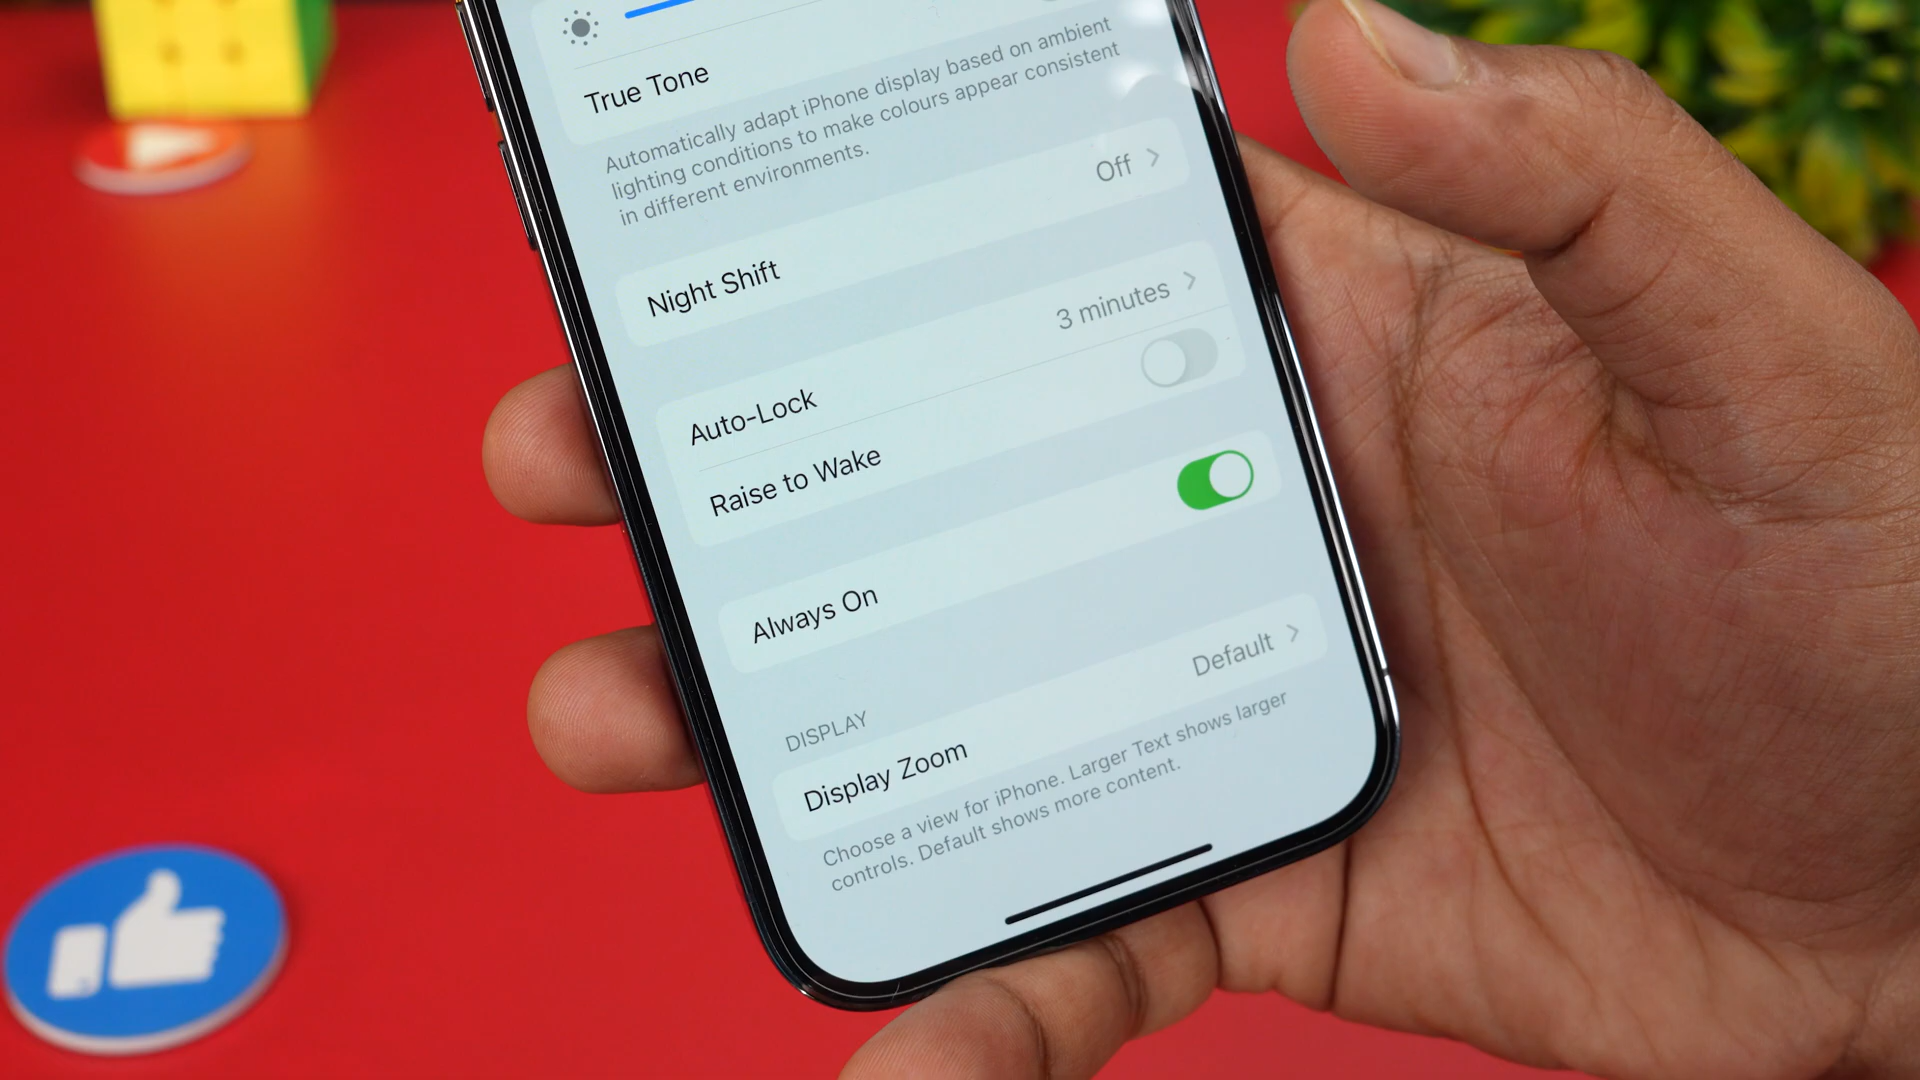 True Tone
Automatically adapt iPhone display based on ambient
lighting conditions to make colours appear consistent
in different environments.
Night Shift Off
Auto-Lock 3 minutes
Raise to Wake
Always On
DISPLAY
Display Zoom Default
Choose a view for iPhone. Larger Text shows larger
controls. Default shows more content.